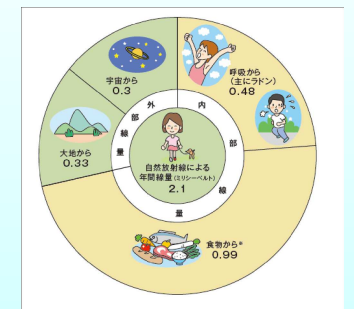 宇宙から
0.3
呼吸から
(主にラドン)
0.48
外部線量
内部線量
大地から
0.33
自然放射線による
年間線量(ミリシーベルト)
2.1
食物から*
0.99